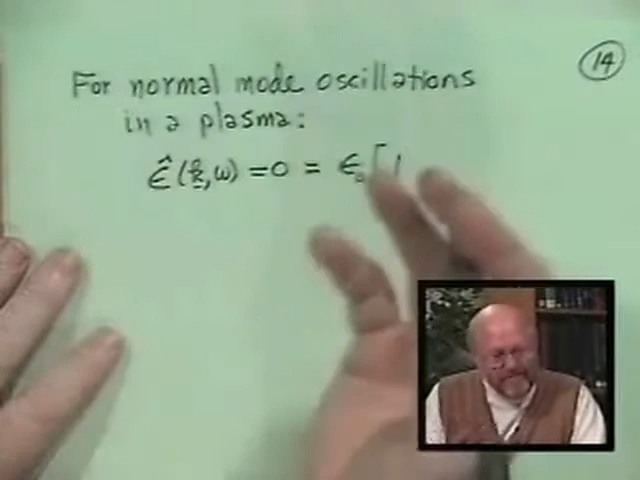 14
For normal mode oscillations
in a plasma:
ε̂(k,ω) = 0 = ε₀[1